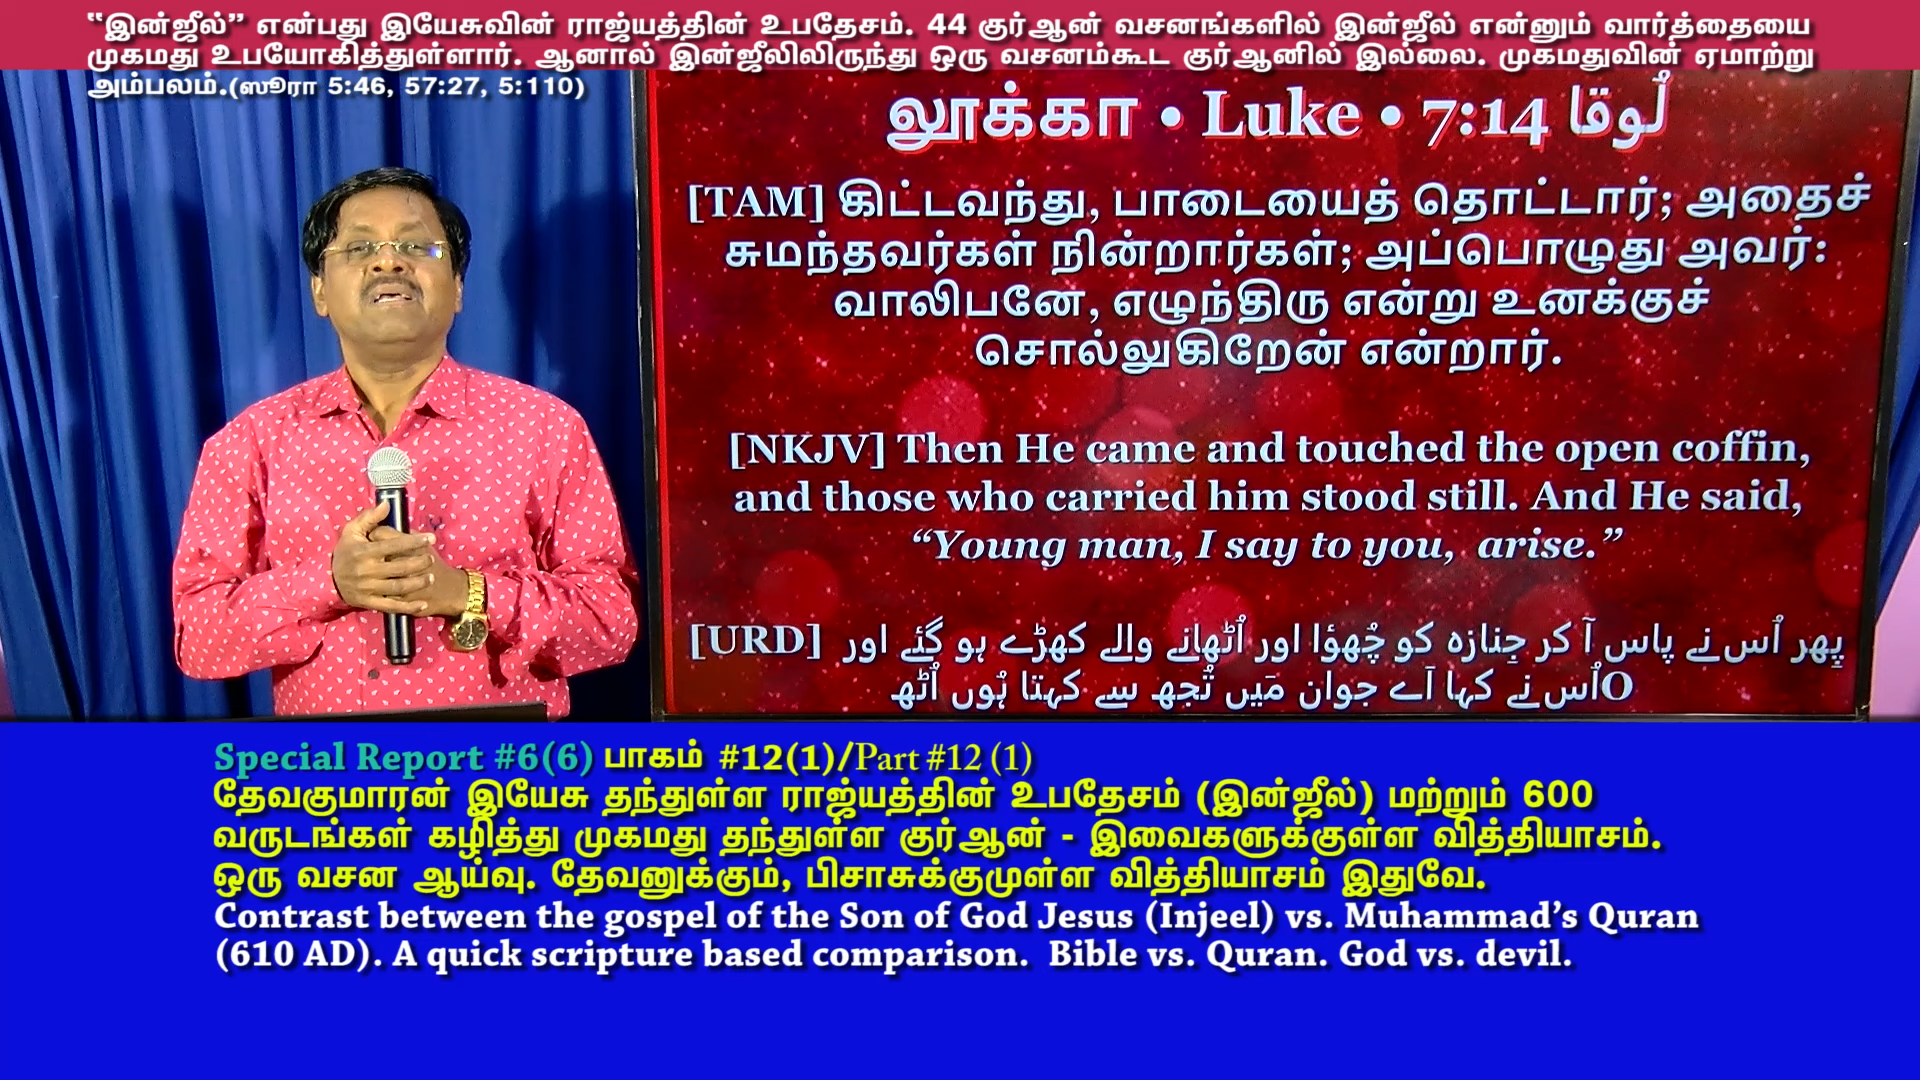 “இன்ஜீல்” என்பது இயேசுவின் ராஜ்யத்தின் உபதேசம். 44 குர்ஆன் வசனங்களில் இன்ஜீல் என்னும் வார்த்தையை
முகமது உபயோகித்துள்ளார். ஆனால் இன்ஜீலிலிருந்து ஒரு வசனம்கூட குர்ஆனில் இல்லை. முகமதுவின் ஏமாற்று
அம்பலம்.(ஸூரா 5:46, 57:27, 5:110)
லூக்கா • Luke • 7:14 لُوقا
[TAM] கிட்டவந்து, பாடையைத் தொட்டார்; அதைச்
சுமந்தவர்கள் நின்றார்கள்; அப்பொழுது அவர்:
வாலிபனே, எழுந்திரு என்று உனக்குச்
சொல்லுகிறேன் என்றார்.
[NKJV] Then He came and touched the open coffin,
and those who carried him stood still. And He said,
“Young man, I say to you, arise.”
[URD] پِھر اُس نے پاس آ کر جِنازہ کو چُھؤا اور اُٹھانے والے کھڑے ہو گئے اور
اُس نے کہا اَے جوان مَیں تُجھ سے کہتا ہُوں اُٹھO
Special Report #6(6) பாகம் #12(1)/Part #12 (1)
தேவகுமாரன் இயேசு தந்துள்ள ராஜ்யத்தின் உபதேசம் (இன்ஜீல்) மற்றும் 600
வருடங்கள் கழித்து முகமது தந்துள்ள குர்ஆன் - இவைகளுக்குள்ள வித்தியாசம்.
ஒரு வசன ஆய்வு. தேவனுக்கும், பிசாசுக்குமுள்ள வித்தியாசம் இதுவே.
Contrast between the gospel of the Son of God Jesus (Injeel) vs. Muhammad’s Quran
(610 AD). A quick scripture based comparison. Bible vs. Quran. God vs. devil.